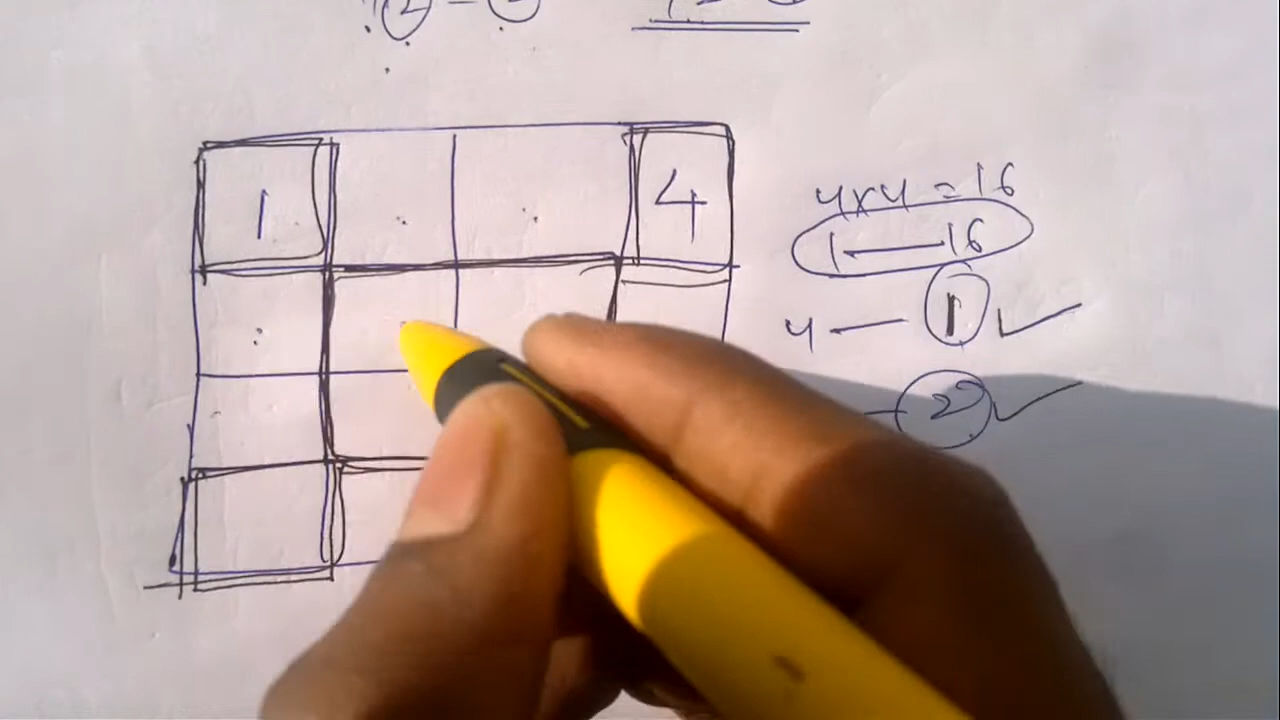 1 4
4x4 = 16
1 — 16
4 — 1 ✓
— 2 ✓